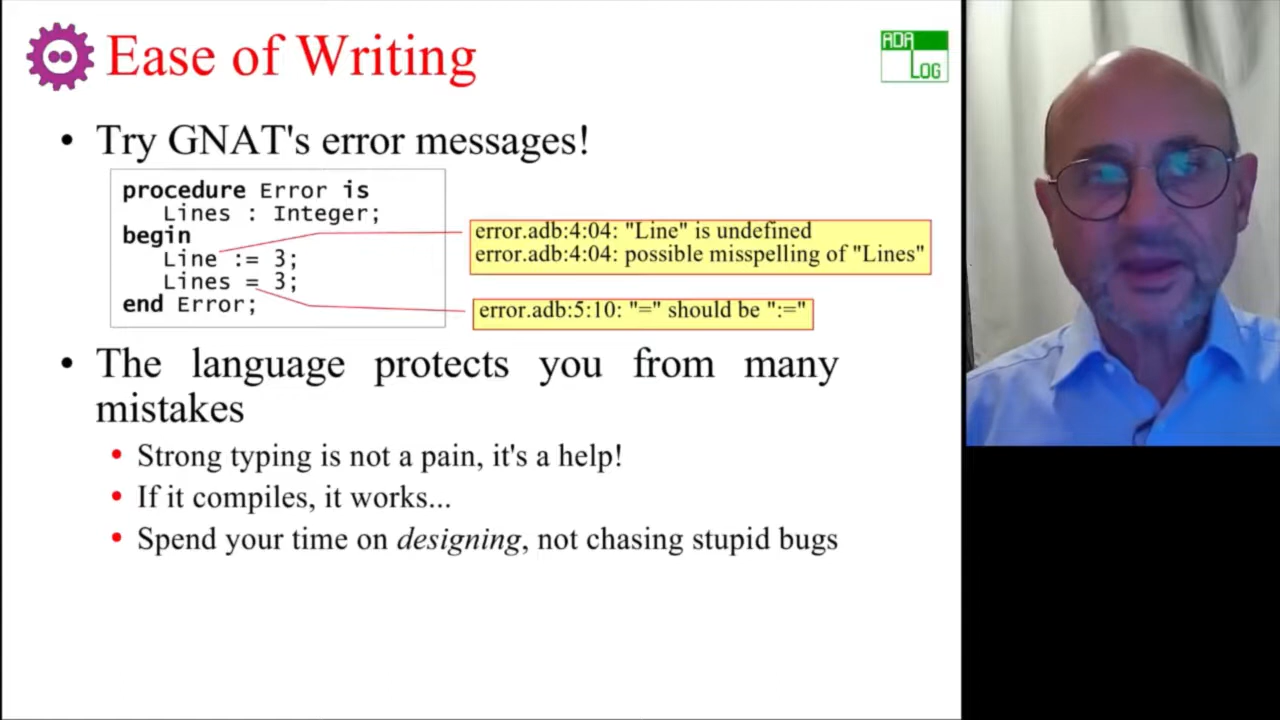 Ease of Writing
ADA
LOG
• Try GNAT's error messages!
procedure Error is
Lines : Integer;
begin
Line := 3;
Lines = 3;
end Error;
error.adb:4:04: "Line" is undefined
error.adb:4:04: possible misspelling of "Lines"
error.adb:5:10: "=" should be ":="
• The language protects you from many
mistakes
• Strong typing is not a pain, it's a help!
• If it compiles, it works...
• Spend your time on designing, not chasing stupid bugs